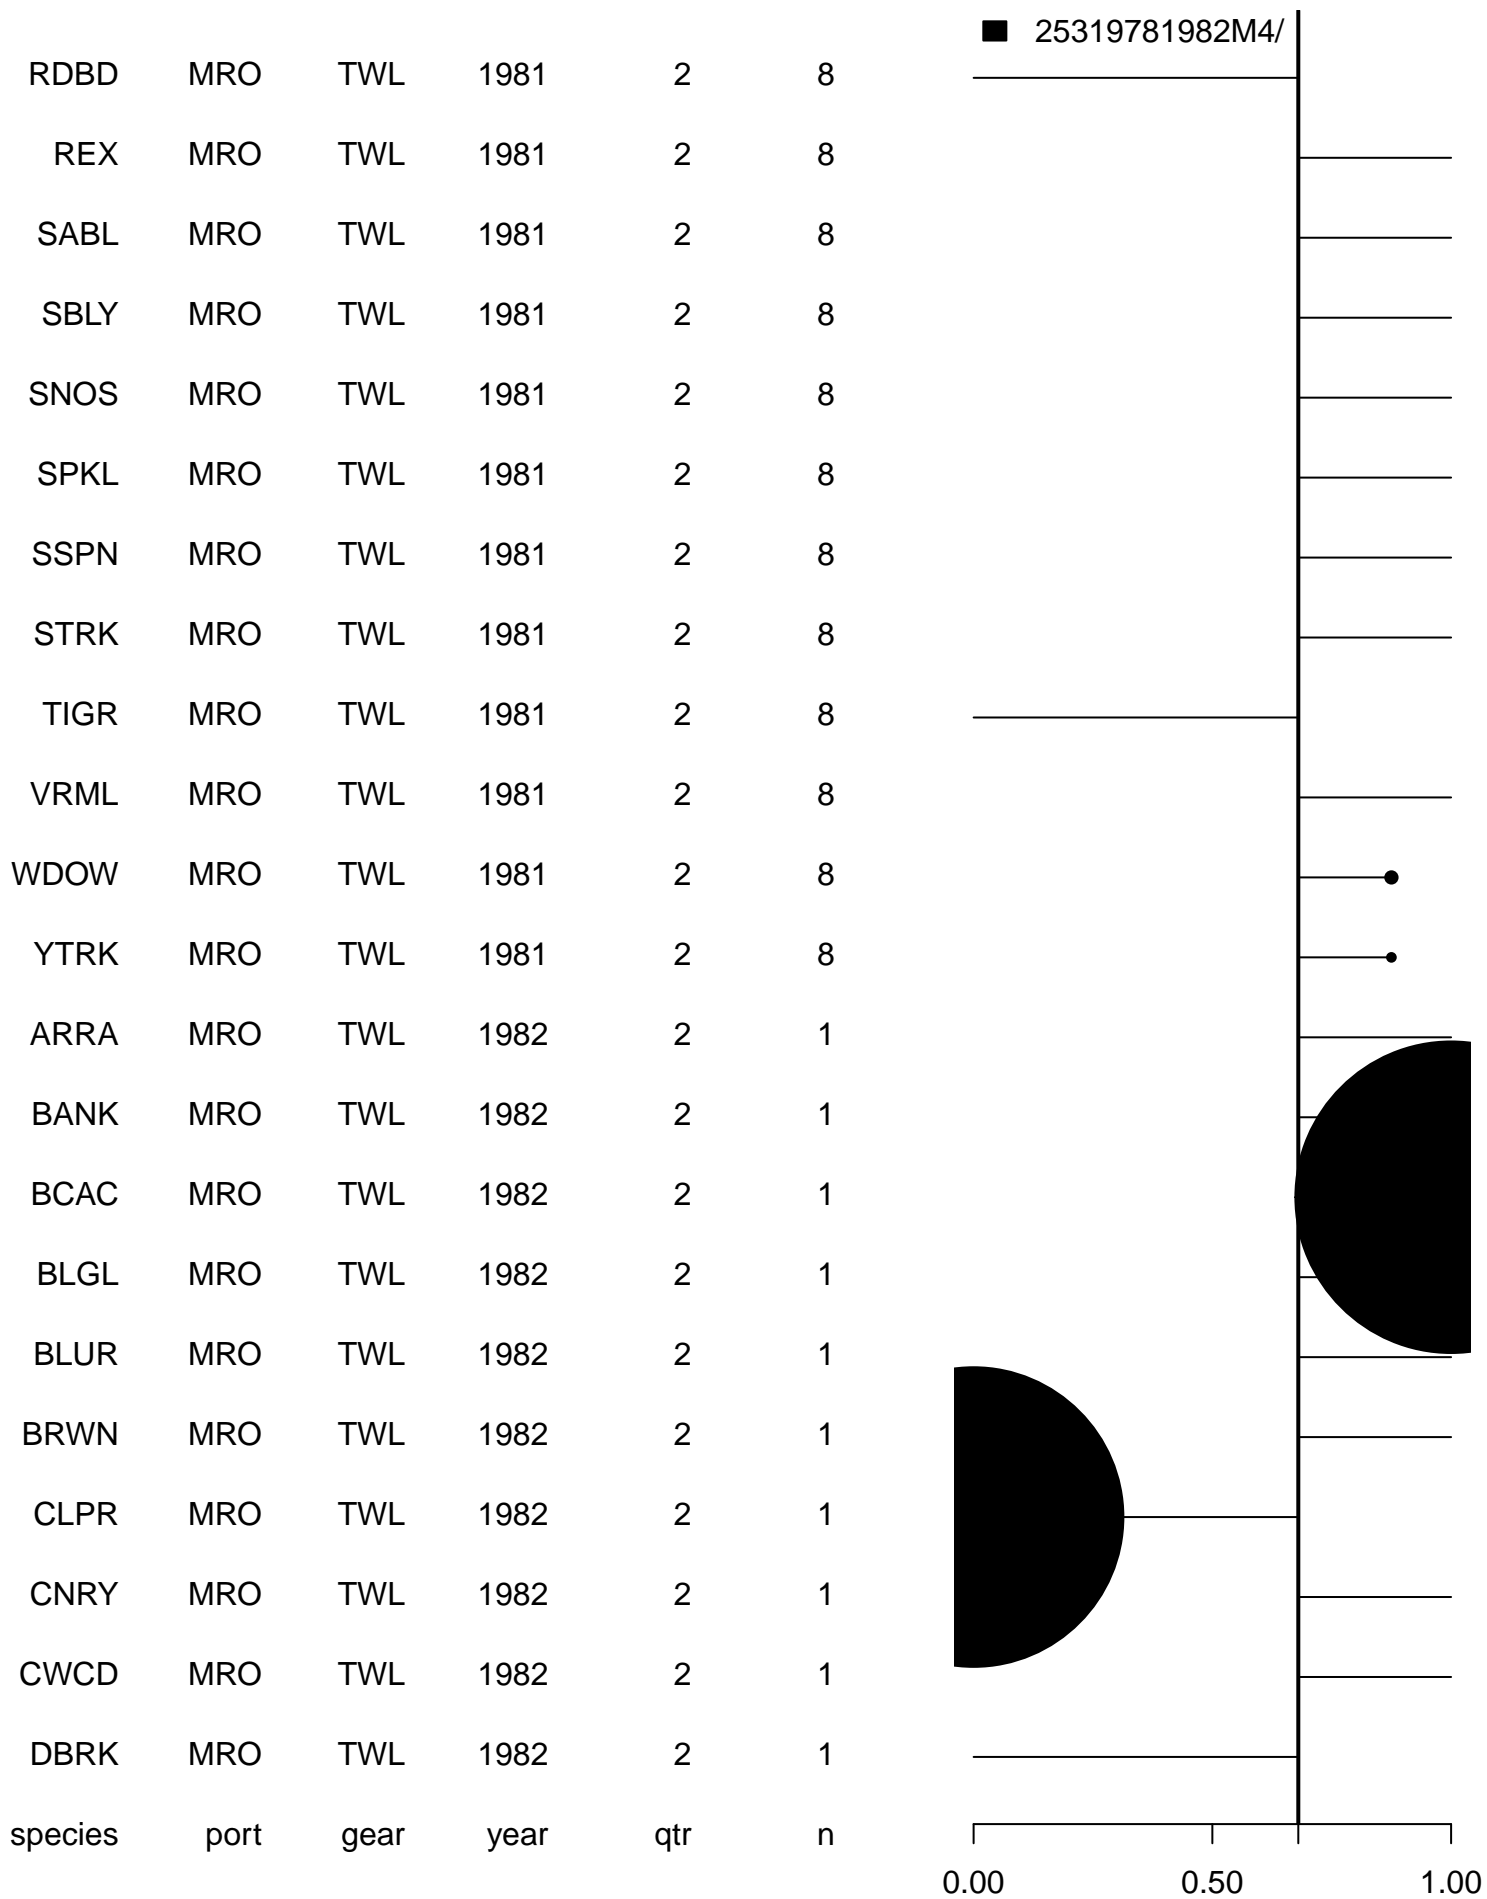 25319781982M4/
RDBD MRO TWL 1981 2 8
REX MRO TWL 1981 2 8
SABL MRO TWL 1981 2 8
SBLY MRO TWL 1981 2 8
SNOS MRO TWL 1981 2 8
SPKL MRO TWL 1981 2 8
SSPN MRO TWL 1981 2 8
STRK MRO TWL 1981 2 8
TIGR MRO TWL 1981 2 8
VRML MRO TWL 1981 2 8
WDOW MRO TWL 1981 2 8
YTRK MRO TWL 1981 2 8
ARRA MRO TWL 1982 2 1
BANK MRO TWL 1982 2 1
BCAC MRO TWL 1982 2 1
BLGL MRO TWL 1982 2 1
BLUR MRO TWL 1982 2 1
BRWN MRO TWL 1982 2 1
CLPR MRO TWL 1982 2 1
CNRY MRO TWL 1982 2 1
CWCD MRO TWL 1982 2 1
DBRK MRO TWL 1982 2 1
species port gear year qtr n
0.00 0.50 1.00